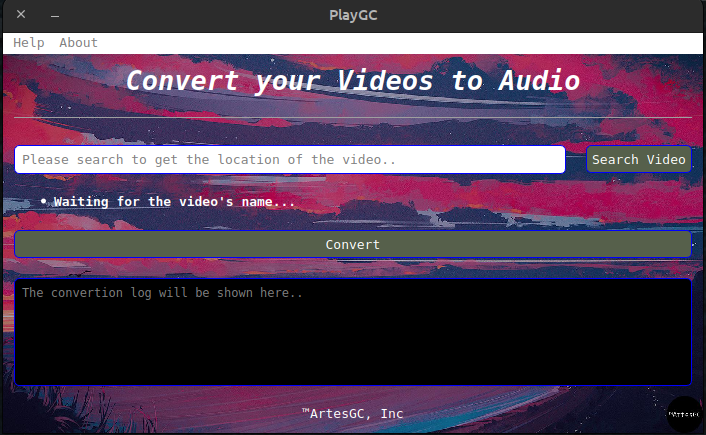 PlayGC
Help About
Convert your Videos to Audio
Please search to get the location of the video..
Search Video
• Waiting for the video's name...
Convert
The convertion log will be shown here..
™ArtesGC, Inc
™ArtesGC